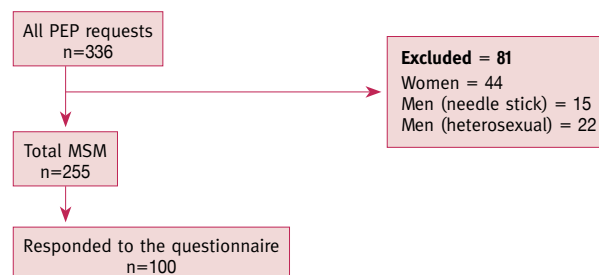 All PEP requests
n=336
Excluded = 81
Women = 44
Men (needle stick) = 15
Men (heterosexual) = 22
Total MSM
n=255
Responded to the questionnaire
n=100